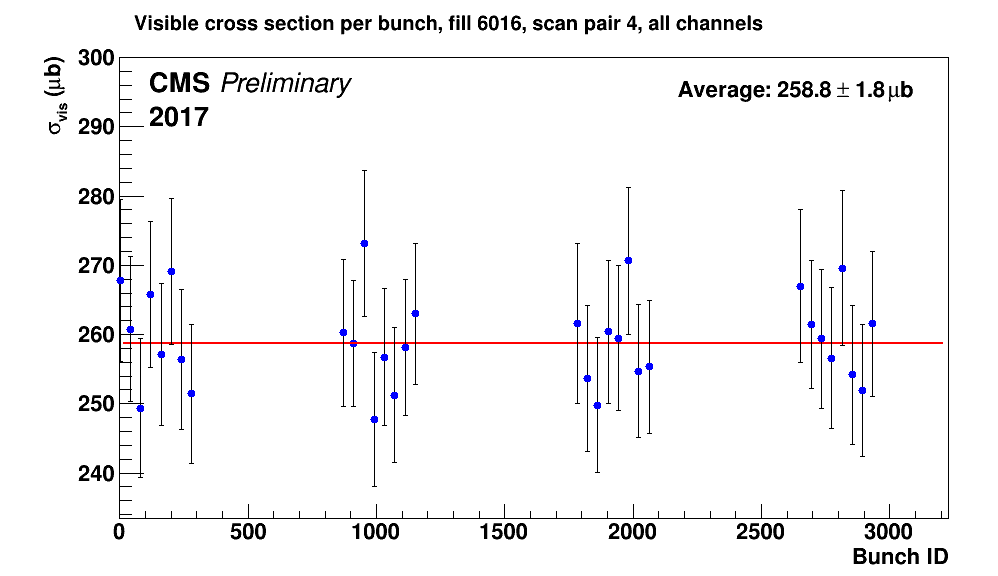 Visible cross section per bunch, fill 6016, scan pair 4, all channels
σvis (μb)
300
290
280
270
260
250
240
CMS Preliminary
2017
Average: 258.8 ± 1.8 μb
0 500 1000 1500 2000 2500 3000
Bunch ID